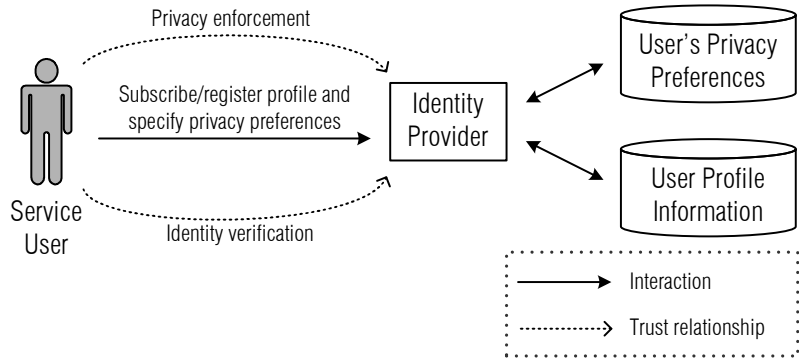 Privacy enforcement
Subscribe/register profile and
specify privacy preferences
Identity verification
Service
User
Identity
Provider
User's Privacy
Preferences
User Profile
Information
Interaction
Trust relationship